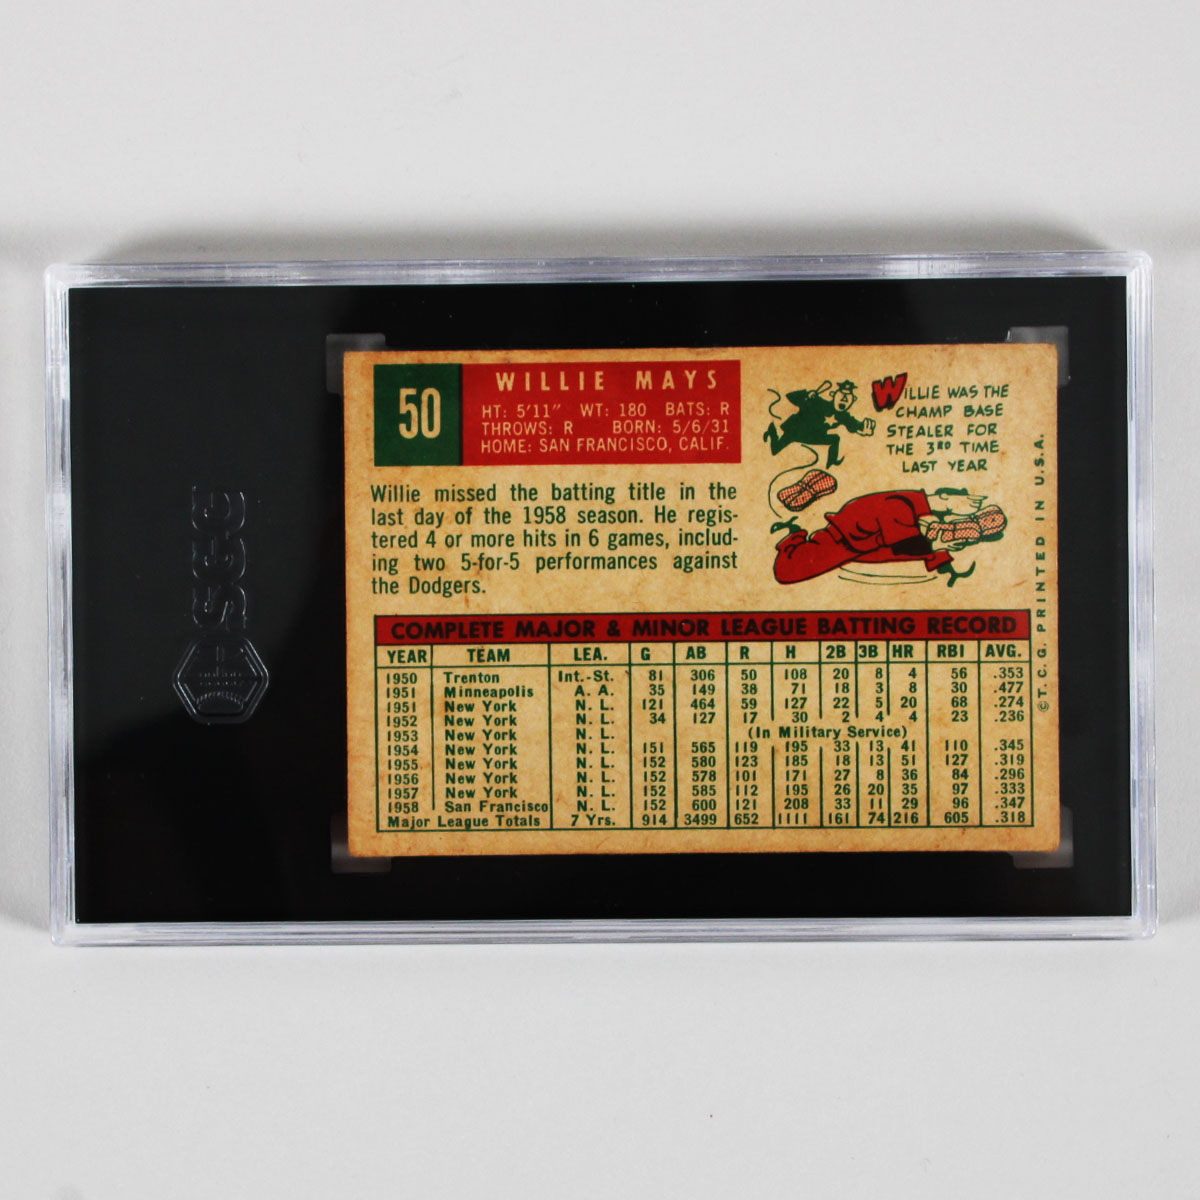 SGC
50
WILLIE MAYS
HT: 5'11" WT: 180 BATS: R
THROWS: R BORN: 5/6/31
HOME: SAN FRANCISCO, CALIF.
WILLIE WAS THE
CHAMP BASE
STEALER FOR
THE 3RD TIME
LAST YEAR
Willie missed the batting title in the
last day of the 1958 season. He regis-
tered 4 or more hits in 6 games, includ-
ing two 5-for-5 performances against
the Dodgers.
COMPLETE MAJOR & MINOR LEAGUE BATTING RECORD
YEAR TEAM LEA. G AB R H 2B 3B HR RBI AVG.
1950 Trenton Int.-St. 81 306 50 108 20 8 4 56 .353
1951 Minneapolis A. A. 35 149 38 71 18 3 8 30 .477
1951 New York N. L. 121 464 59 127 22 5 20 68 .274
1952 New York N. L. 34 127 17 30 2 4 4 23 .236
1953 New York N. L. (In Military Service)
1954 New York N. L. 151 565 119 195 33 13 41 110 .345
1955 New York N. L. 152 580 123 185 18 13 51 127 .319
1956 New York N. L. 152 578 101 171 27 8 36 84 .296
1957 New York N. L. 152 585 112 195 26 20 35 97 .333
1958 San Francisco N. L. 152 600 121 208 33 11 29 96 .347
Major League Totals 7 Yrs. 914 3499 652 1111 161 74 216 605 .318
© T. C. G. PRINTED IN U.S.A.